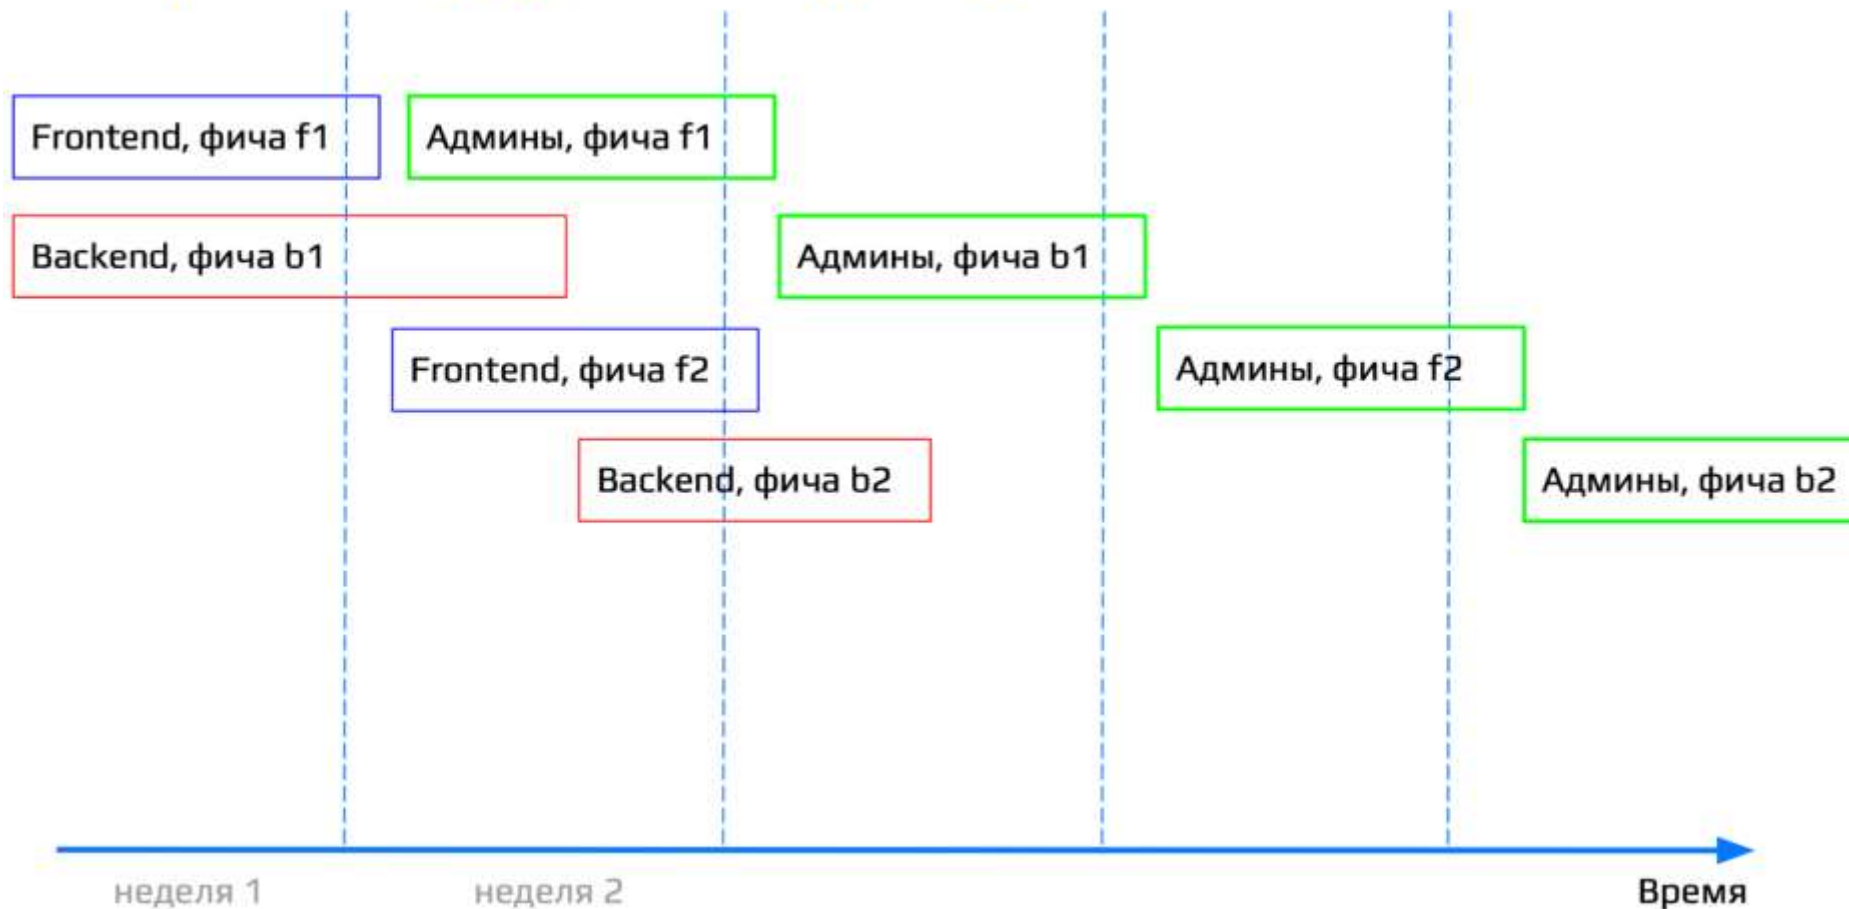 Frontend, фича f1
Админы, фича f1
Backend, фича b1
Админы, фича b1
Frontend, фича f2
Админы, фича f2
Backend, фича b2
Админы, фича b2
неделя 1
неделя 2
Время